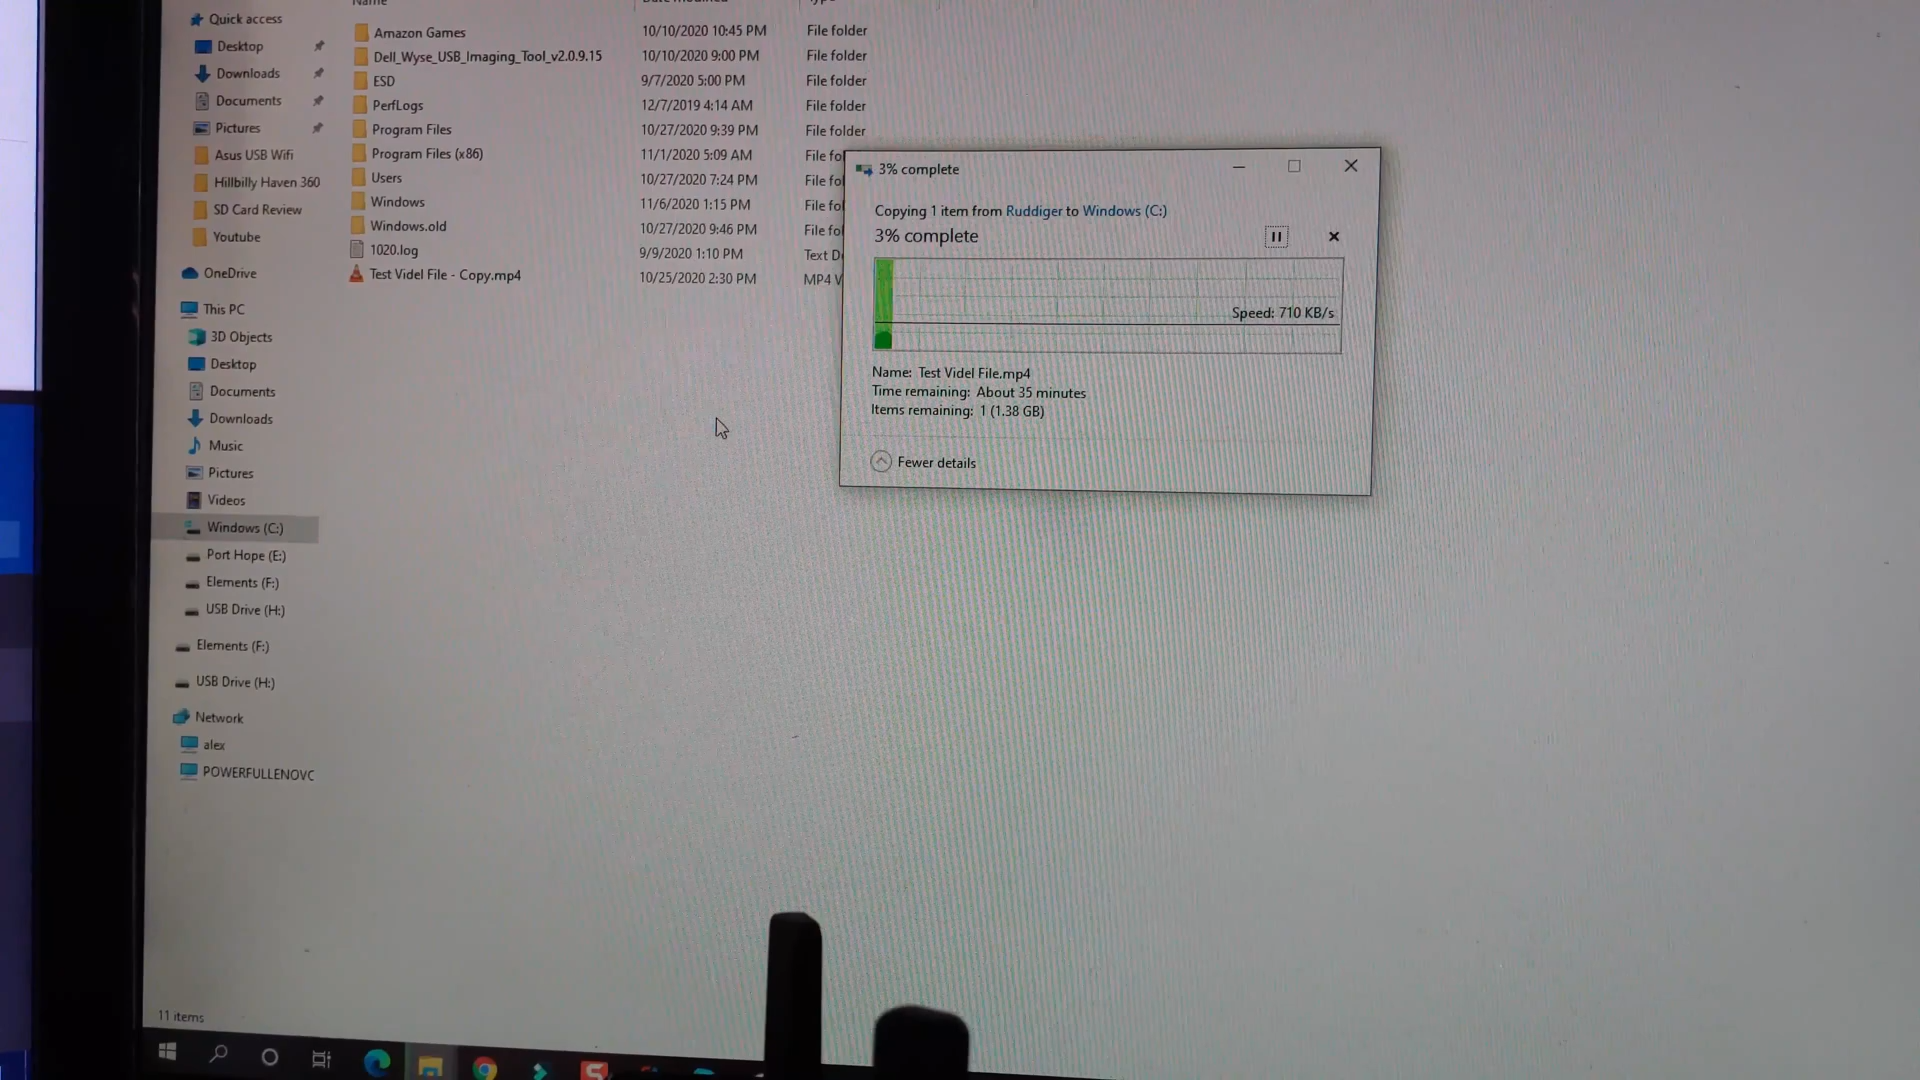 Quick access
Desktop
Downloads
Documents
Pictures
Asus USB Wifi
Hillbilly Haven 360
SD Card Review
Youtube
OneDrive
This PC
3D Objects
Desktop
Documents
Downloads
Music
Pictures
Videos
Windows (C:)
Port Hope (E:)
Elements (F:)
USB Drive (H:)
Elements (F:)
USB Drive (H:)
Network
alex
POWERFULLENOVC
11 items
Name
Amazon Games 10/10/2020 10:45 PM File folder
Dell_Wyse_USB_Imaging_Tool_v2.0.9.15 10/10/2020 9:00 PM File folder
ESD 9/7/2020 5:00 PM File folder
PerfLogs 12/7/2019 4:14 AM File folder
Program Files 10/27/2020 9:39 PM File folder
Program Files (x86) 11/1/2020 5:09 AM File fo
Users 10/27/2020 7:24 PM File fo
Windows 11/6/2020 1:15 PM File fo
Windows.old 10/27/2020 9:46 PM File fo
1020.log 9/9/2020 1:10 PM Text D
Test Videl File - Copy.mp4 10/25/2020 2:30 PM MP4 V
3% complete
Copying 1 item from Ruddiger to Windows (C:)
3% complete
Speed: 710 KB/s
Name: Test Videl File.mp4
Time remaining: About 35 minutes
Items remaining: 1 (1.38 GB)
Fewer details